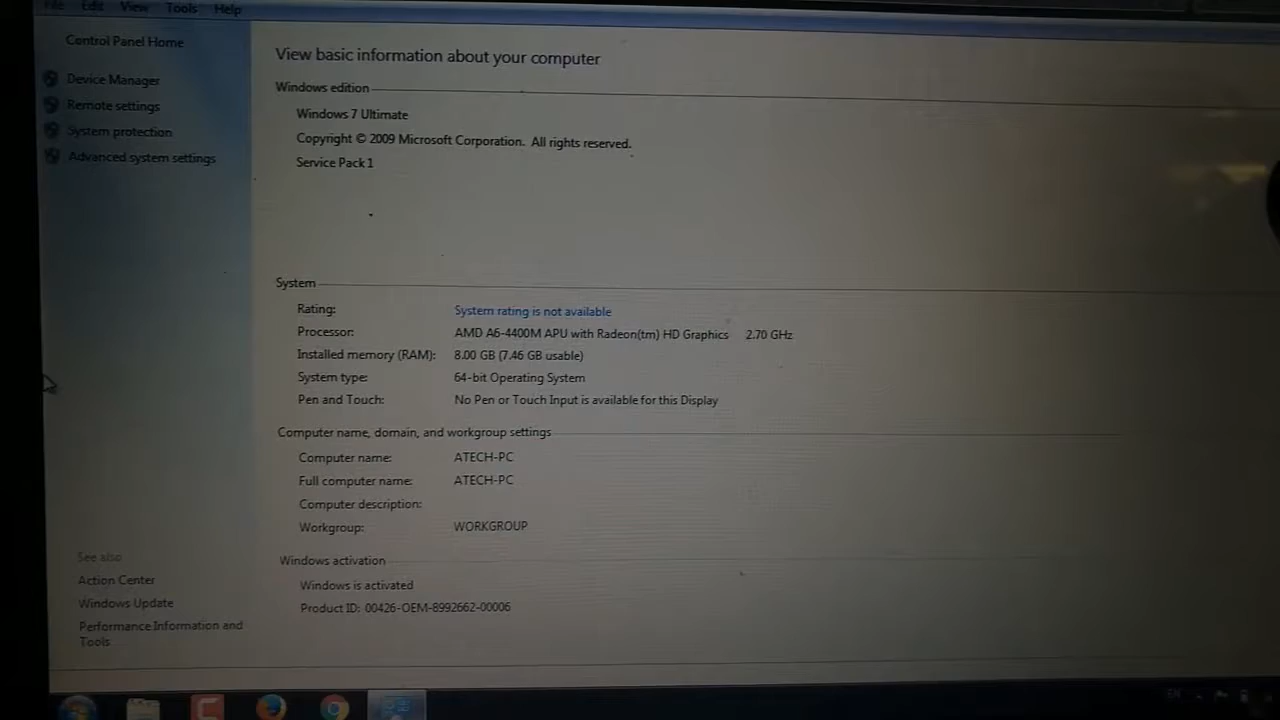 File Edit View Tools Help
Control Panel Home
Device Manager
Remote settings
System protection
Advanced system settings
View basic information about your computer
Windows edition
Windows 7 Ultimate
Copyright © 2009 Microsoft Corporation. All rights reserved.
Service Pack 1
System
Rating: System rating is not available
Processor: AMD A6-4400M APU with Radeon(tm) HD Graphics 2.70 GHz
Installed memory (RAM): 8.00 GB (7.46 GB usable)
System type: 64-bit Operating System
Pen and Touch: No Pen or Touch Input is available for this Display
Computer name, domain, and workgroup settings
Computer name: ATECH-PC
Full computer name: ATECH-PC
Computer description:
Workgroup: WORKGROUP
Windows activation
Windows is activated
Product ID: 00426-OEM-8992662-00006
See also
Action Center
Windows Update
Performance Information and
Tools
EN